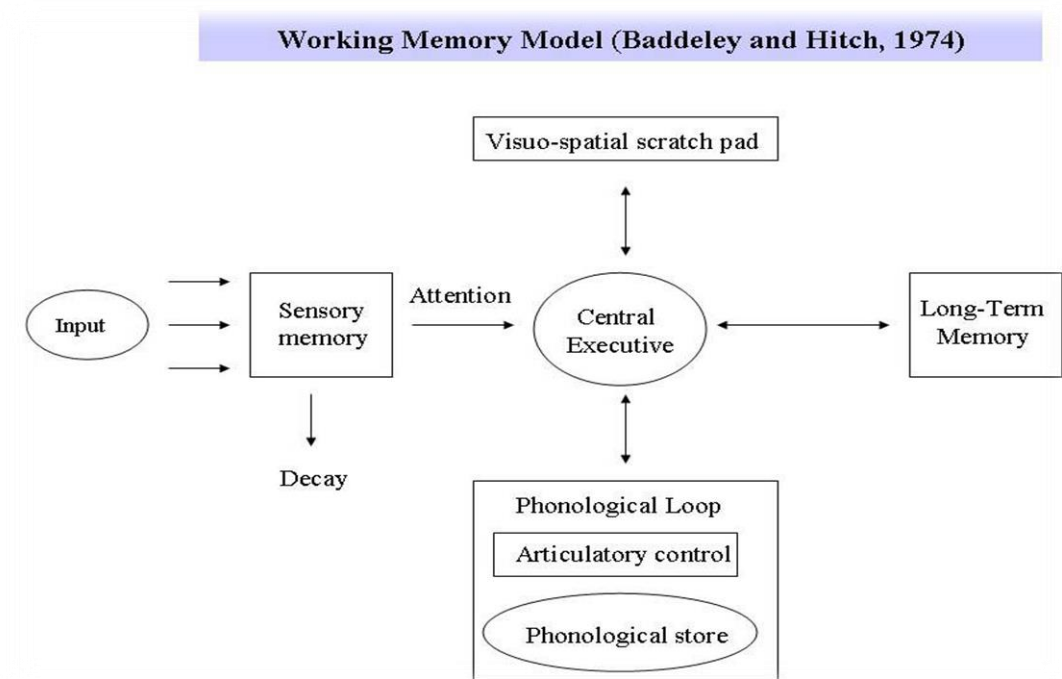 Working Memory Model (Baddeley and Hitch, 1974)
Visuo-spatial scratch pad
Input
Sensory
memory
Attention
Central
Executive
Long-Term
Memory
Decay
Phonological Loop
Articulatory control
Phonological store